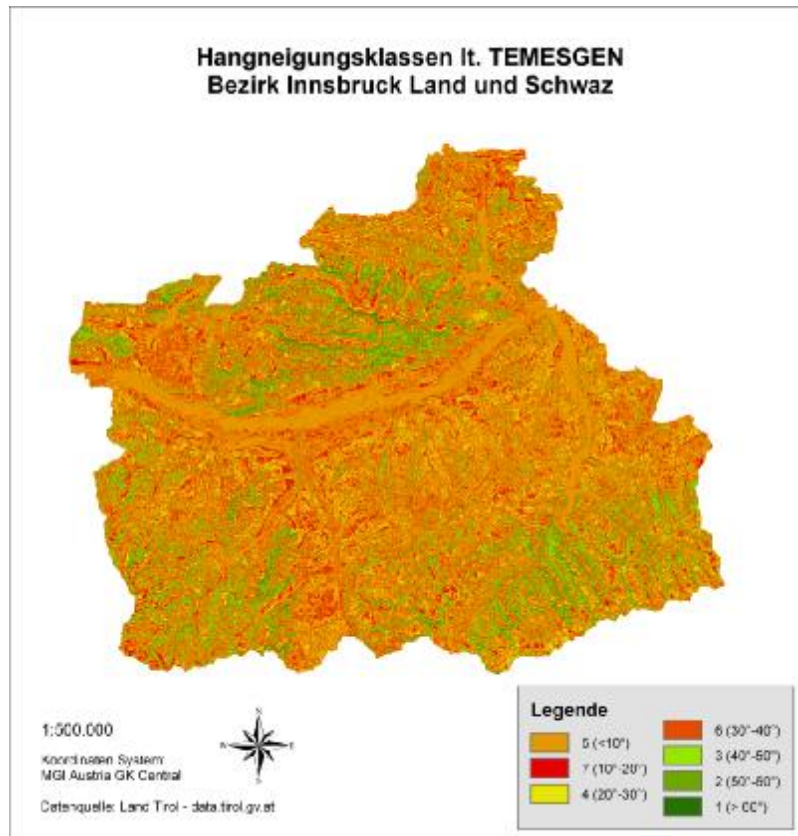 Hangneigungsklassen lt. TEMESGEN
Bezirk Innsbruck Land und Schwaz
N
W
E
S
1:500.000
Koordinaten System:
MGI Austria GK Central
Datenquelle: Land Tirol - data.tirol.gv.at
Legende
5 (<10°)
7 (10°-20°)
4 (20°-30°)
6 (30°-40°)
3 (40°-50°)
2 (50°-60°)
1 (> 60°)